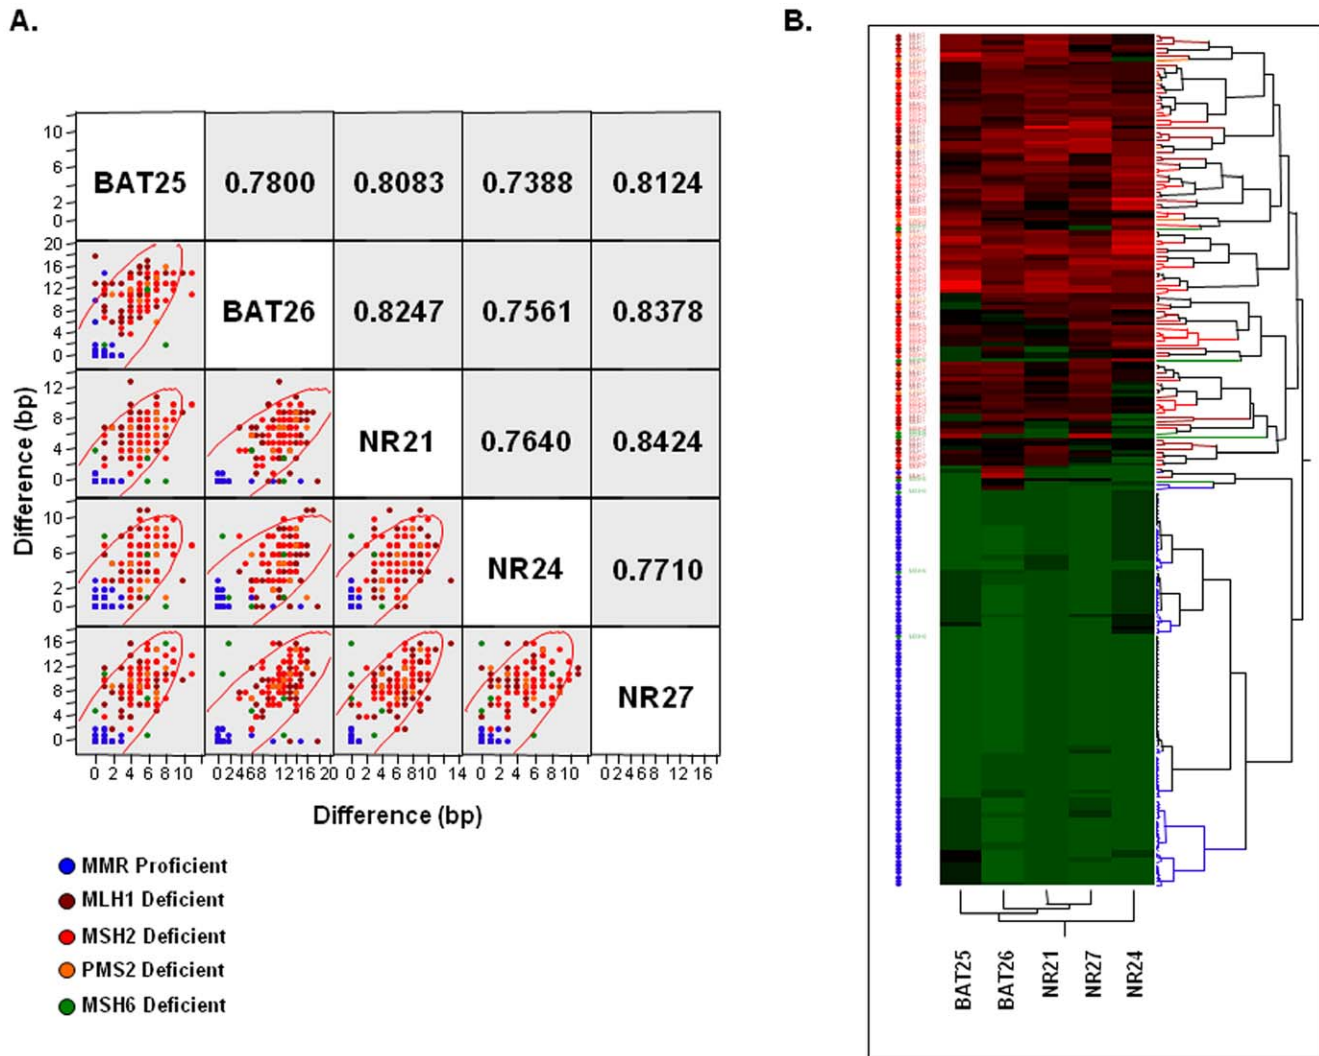 A.
BAT25 0.7800 0.8083 0.7388 0.8124
BAT26 0.8247 0.7561 0.8378
NR21 0.7640 0.8424
NR24 0.7710
NR27
Difference (bp)
Difference (bp)
10
6
2
0
20
16
12
8
4
0
12
8
4
0
10
6
2
0
16
12
8
4
0
0 2 4 6 8 10
0 2 4 6 8 12 16 20
0 2 4 6 8 10 14
0 2 4 6 8 10
0 2 4 6 8 12 16
MMR Proficient
MLH1 Deficient
MSH2 Deficient
PMS2 Deficient
MSH6 Deficient
B.
BAT25
BAT26
NR21
NR27
NR24